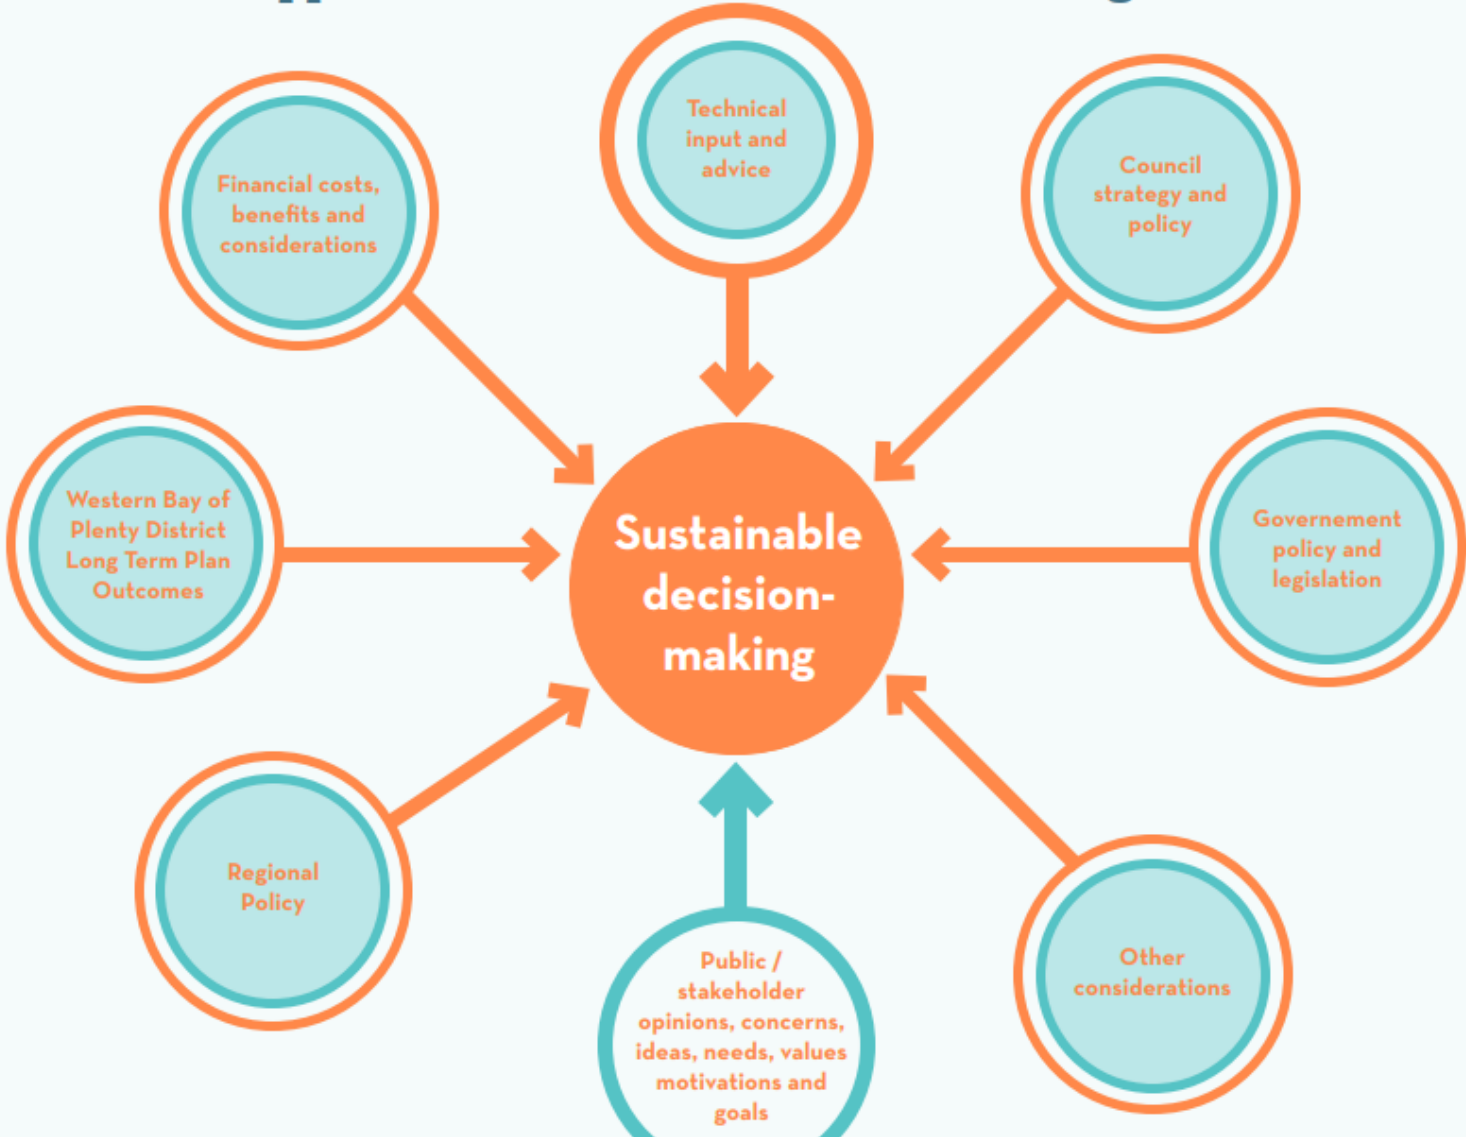 Technical
input and
advice
Council
strategy and
policy
Financial costs,
benefits and
considerations
Western Bay of
Plenty District
Long Term Plan
Outcomes
Governement
policy and
legislation
Sustainable
decision-
making
Regional
Policy
Other
considerations
Public /
stakeholder
opinions, concerns,
ideas, needs, values
motivations and
goals